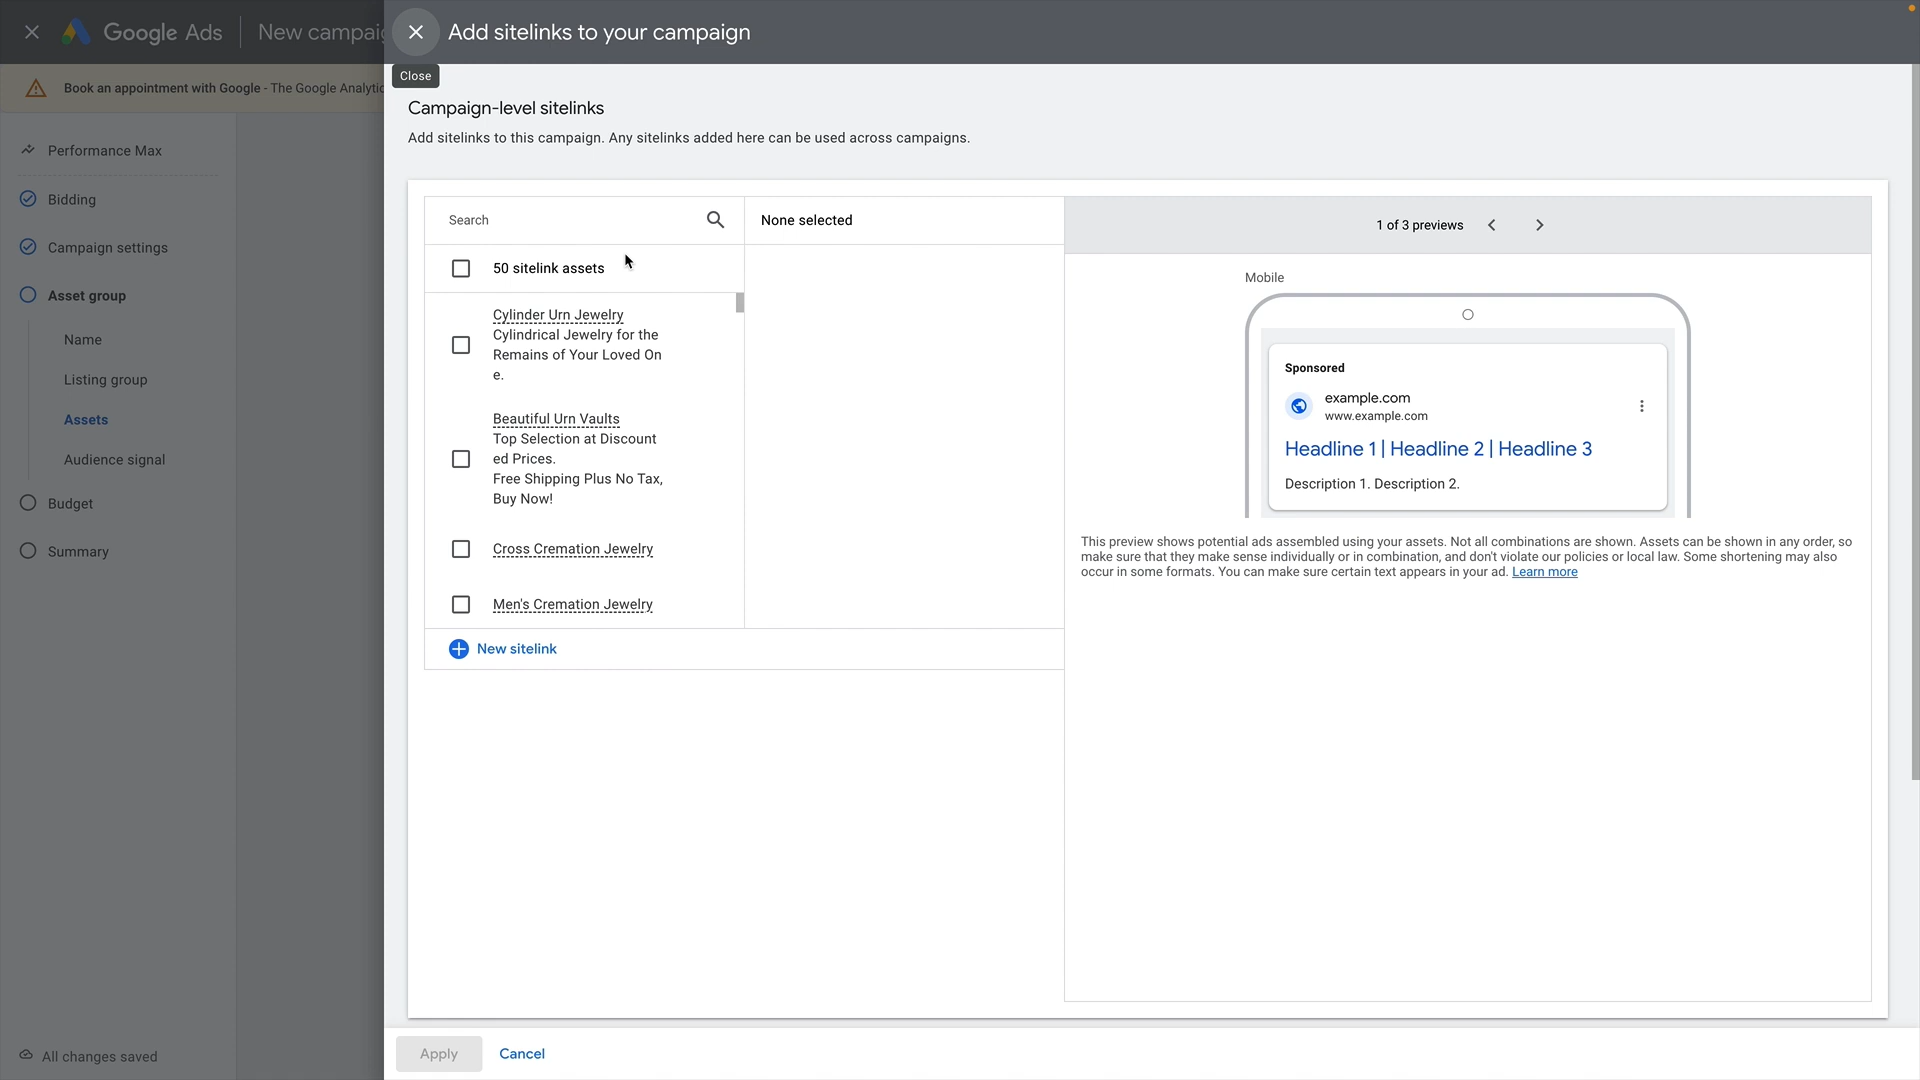 Google Ads
New campaig
Add sitelinks to your campaign
Close
Book an appointment with Google - The Google Analytic
Campaign-level sitelinks
Add sitelinks to this campaign. Any sitelinks added here can be used across campaigns.
Performance Max
Bidding
Campaign settings
Asset group
Name
Listing group
Assets
Audience signal
Budget
Summary
All changes saved
Search
50 sitelink assets
Cylinder Urn Jewelry
Cylindrical Jewelry for the
Remains of Your Loved On
e.
Beautiful Urn Vaults
Top Selection at Discount
ed Prices.
Free Shipping Plus No Tax,
Buy Now!
Cross Cremation Jewelry
Men's Cremation Jewelry
New sitelink
None selected
1 of 3 previews
Mobile
Sponsored
example.com
www.example.com
Headline 1 | Headline 2 | Headline 3
Description 1. Description 2.
This preview shows potential ads assembled using your assets. Not all combinations are shown. Assets can be shown in any order, so
make sure that they make sense individually or in combination, and don't violate our policies or local law. Some shortening may also
occur in some formats. You can make sure certain text appears in your ad. Learn more
Apply
Cancel